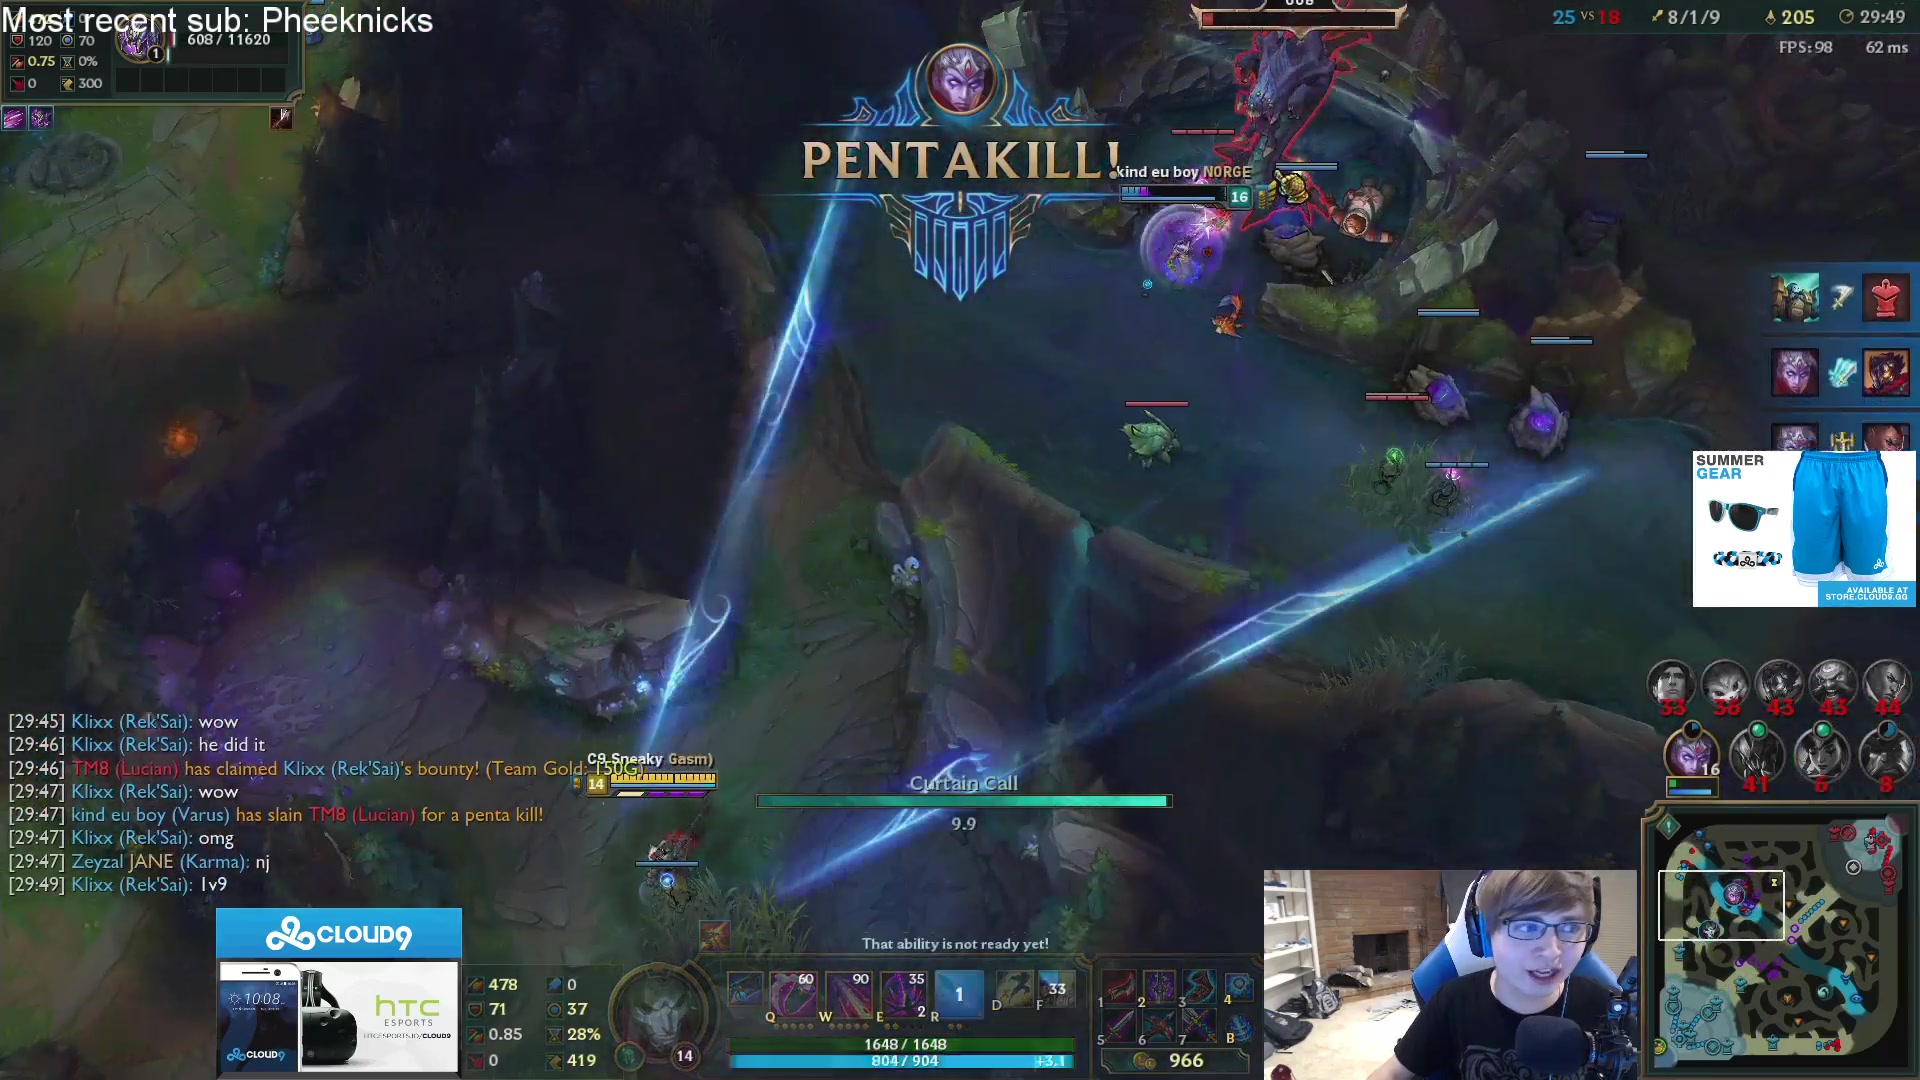 Most recent sub: Pheeknicks
120 70
0.75 0%
0 300
1
608 / 11620
25 vs 18 8/1/9 205 29:49
FPS: 98 62 ms
PENTAKILL!
kind eu boy NORGE
16
SUMMER
GEAR
AVAILABLE AT
STORE.CLOUD9.GG
33 36 43 43 44
16 41 6 8
[29:45] Klixx (Rek'Sai): wow
[29:46] Klixx (Rek'Sai): he did it
[29:46] TM8 (Lucian) has claimed Klixx (Rek'Sai)'s bounty! (Team Gold: 150G)
[29:47] Klixx (Rek'Sai): wow
[29:47] kind eu boy (Varus) has slain TM8 (Lucian) for a penta kill!
[29:47] Klixx (Rek'Sai): omg
[29:47] Zeyzal JANE (Karma): nj
[29:49] Klixx (Rek'Sai): 1v9
C9 Sneaky Gasm)
14
Curtain Call
9.9
That ability is not ready yet!
CLOUD9
10:08
hTC
ESPORTS
HTCESPORTS.IO/CLOUD9
CLOUD9
478 0
71 37
0.85 28%
0 419
14
60 90 35 2 1 33
Q W E R D F
1648 / 1648
804 / 904 +3.1
1 2 3 4
5 6 7 B
966